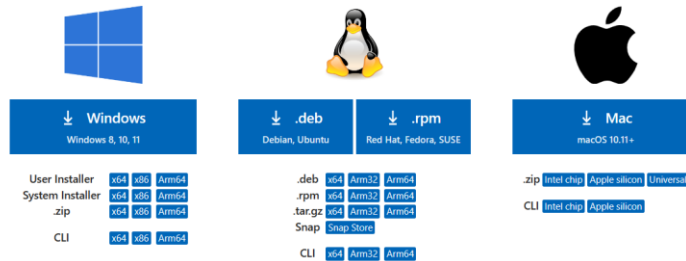 Windows
Windows 8, 10, 11
User Installer x64 x86 Arm64
System Installer x64 x86 Arm64
.zip x64 x86 Arm64
CLI x64 x86 Arm64
.deb
Debian, Ubuntu
.rpm
Red Hat, Fedora, SUSE
.deb x64 Arm32 Arm64
.rpm x64 Arm32 Arm64
.tar.gz x64 Arm32 Arm64
Snap Snap Store
CLI x64 Arm32 Arm64
Mac
macOS 10.11+
.zip Intel chip Apple silicon Universal
CLI Intel chip Apple silicon